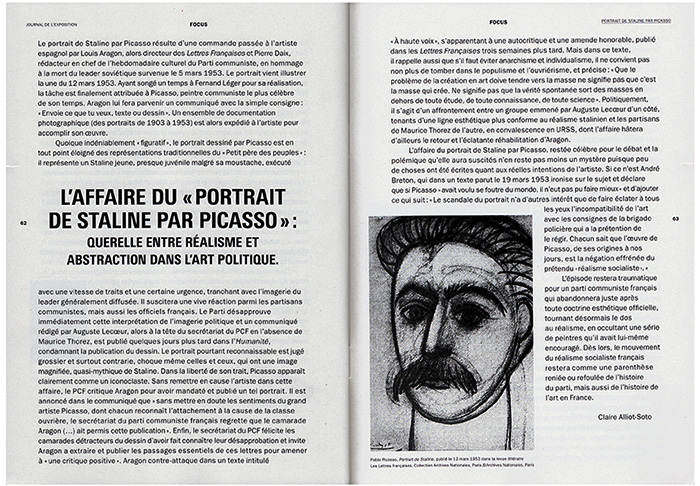 JOURNAL DE L'EXPOSITION
FOCUS
Le portrait de Staline par Picasso résulte d'une commande passée à l'artiste
espagnol par Louis Aragon, alors directeur des Lettres Françaises et Pierre Daix,
rédacteur en chef de l'hebdomadaire culturel du Parti communiste, en hommage
à la mort du leader soviétique survenue le 5 mars 1953. Le portrait vient illustrer
la une du 12 mars 1953. Ayant songé un temps à Fernand Léger pour sa réalisation,
la tâche est finalement attribuée à Picasso, peintre communiste le plus célèbre
de son temps. Aragon lui fera parvenir un communiqué avec la simple consigne :
« Envoie ce que tu veux, texte ou dessin ». Un ensemble de documentation
photographique (des portraits de 1903 à 1953) est alors expédié à l'artiste pour
accomplir son œuvre.
Quoique indéniablement « figuratif », le portrait dessiné par Picasso est en
tout point éloigné des représentations traditionnelles du « Petit père des peuples » :
il représente un Staline jeune, presque juvénile malgré sa moustache, exécuté
L'AFFAIRE DU « PORTRAIT
DE STALINE PAR PICASSO » :
QUERELLE ENTRE RÉALISME ET
ABSTRACTION DANS L'ART POLITIQUE.
62
avec une vitesse de traits et une certaine urgence, tranchant avec l'imagerie du
leader généralement diffusée. Il suscitera une vive réaction parmi les partisans
communistes, mais aussi les officiels français. Le Parti désapprouve
immédiatement cette interprétation de l'imagerie politique et un communiqué
rédigé par Auguste Lecœur, alors à la tête du secrétariat du PCF en l'absence de
Maurice Thorez, est publié quelques jours plus tard dans l'Humanité,
condamnant la publication du dessin. Le portrait pourtant reconnaissable est jugé
grossier et surtout contraire, choque même celles et ceux, qui ont une image
magnifiée, quasi-mythique de Staline. Dans la liberté de son trait, Picasso apparaît
clairement comme un iconoclaste. Sans remettre en cause l'artiste dans cette
affaire, le PCF critique Aragon pour avoir mandaté et publié un tel portrait. Il est
annoncé dans le communiqué que « sans mettre en doute les sentiments du grand
artiste Picasso, dont chacun reconnaît l'attachement à la cause de la classe
ouvrière, le secrétariat du parti communiste français regrette que le camarade
Aragon (...) ait permis cette publication ». Enfin, le secrétariat du PCF félicite les
camarades détracteurs du dessin d'avoir fait connaître leur désapprobation et invite
Aragon a extraire et publier les passages essentiels de ces lettres pour amener
à « une critique positive ». Aragon contre-attaque dans un texte intitulé
FOCUS
PORTRAIT DE STALINE PAR PICASSO
« À haute voix », s'apparentant à une autocritique et une amende honorable, publié
dans les Lettres Françaises trois semaines plus tard. Mais dans ce texte,
il rappelle aussi que s'il faut éviter anarchisme et individualisme, il ne convient pas
non plus de tomber dans le populisme et l'ouvriérisme, et précise : « Que le
problème de la création en art doive tendre vers la masse ne signifie pas que c'est
la masse qui crée. Ne signifie pas que la vérité spontanée sort des masses en
dehors de toute étude, de toute connaissance, de toute science ». Politiquement,
il s'agit d'un affrontement entre un groupe emmené par Auguste Lecœur d'un côté,
tenants d'une ligne esthétique plus conforme au réalisme stalinien et les partisans
de Maurice Thorez de l'autre, en convalescence en URSS, dont l'affaire hâtera
d'ailleurs le retour et l'éclatante réhabilitation d'Aragon.
L'affaire du portrait de Staline par Picasso, restée célèbre pour le débat et la
polémique qu'elle aura suscités n'en reste pas moins un mystère puisque peu
de choses ont été écrites quant aux réelles intentions de l'artiste. Si ce n'est André
Breton, qui dans un texte parut le 19 mars 1953 ironise sur le sujet et déclare
que si Picasso « avait voulu se foutre du monde, il n'eut pas pu faire mieux » et d'ajouter
ce qui suit : « Le scandale du portrait n'a d'autres intérêt que de faire éclater à tous
les yeux l'incompatibilité de l'art
avec les consignes de la brigade
policière qui a la prétention de
le régir. Chacun sait que l'œuvre de
Picasso, de ses origines à nos
jours, est la négation effrénée du
prétendu « réalisme socialiste ». »
L'épisode restera traumatique
pour un parti communiste français
qui abandonnera juste après
toute doctrine esthétique officielle,
tournant désormais le dos
au réalisme, en occultant une série
de peintres qu'il avait lui-même
encouragé. Dès lors, le mouvement
du réalisme socialiste français
restera comme une parenthèse
reniée ou refoulée de l'histoire
du parti, mais aussi de l'histoire de
l'art en France.
63
Claire Alliot-Soto
Pablo Picasso, Portrait de Staline, publié le 12 mars 1953 dans la revue littéraire
Les Lettres Françaises. Collection Archives Nationales, Paris ©Archives Nationales, Paris